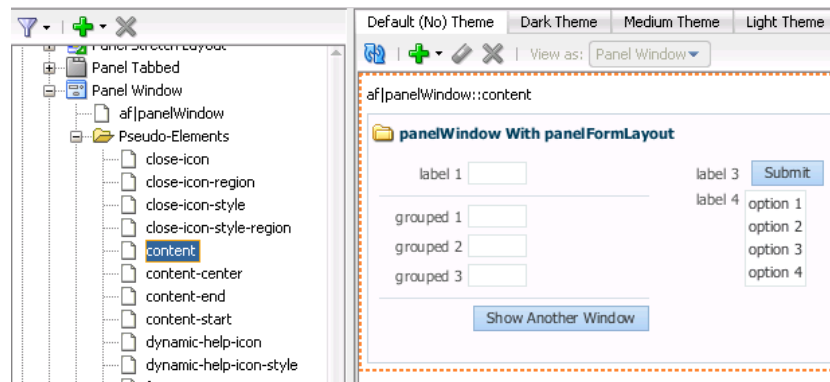 Panel Stretch Layout
Panel Tabbed
Panel Window
af|panelWindow
Pseudo-Elements
close-icon
close-icon-region
close-icon-style
close-icon-style-region
content
content-center
content-end
content-start
dynamic-help-icon
dynamic-help-icon-style
Default (No) Theme Dark Theme Medium Theme Light Theme
View as: Panel Window
af|panelWindow::content
panelWindow With panelFormLayout
label 1
grouped 1
grouped 2
grouped 3
Show Another Window
label 3 Submit
label 4 option 1
option 2
option 3
option 4